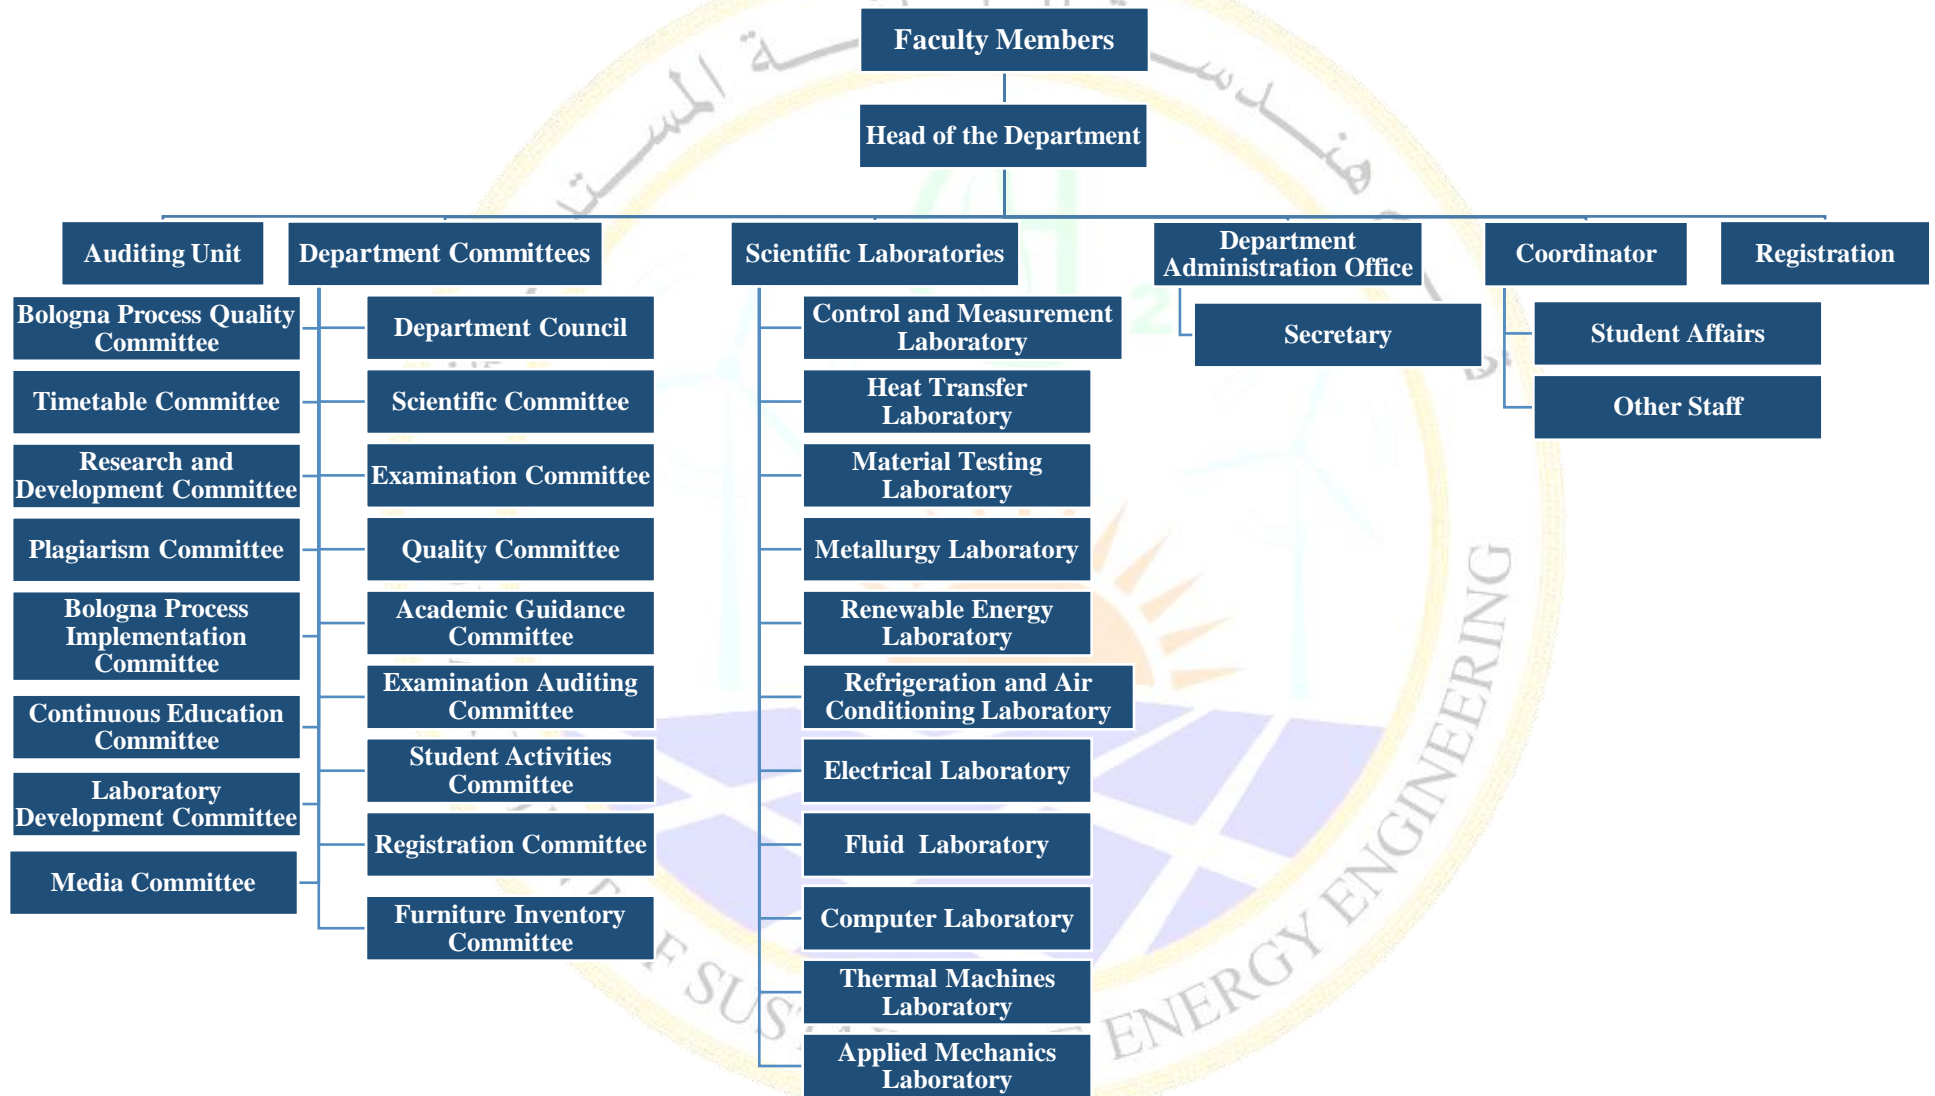 Faculty Members
Head of the Department
Auditing Unit
Department Committees
Scientific Laboratories
Department
Administration Office
Coordinator
Registration
Bologna Process Quality
Committee
Timetable Committee
Research and
Development Committee
Plagiarism Committee
Bologna Process
Implementation
Committee
Continuous Education
Committee
Laboratory
Development Committee
Media Committee
Department Council
Scientific Committee
Examination Committee
Quality Committee
Academic Guidance
Committee
Examination Auditing
Committee
Student Activities
Committee
Registration Committee
Furniture Inventory
Committee
Control and Measurement
Laboratory
Heat Transfer
Laboratory
Material Testing
Laboratory
Metallurgy Laboratory
Renewable Energy
Laboratory
Refrigeration and Air
Conditioning Laboratory
Electrical Laboratory
Fluid Laboratory
Computer Laboratory
Thermal Machines
Laboratory
Applied Mechanics
Laboratory
Secretary
Student Affairs
Other Staff
H2
ENERGY ENGINEERING